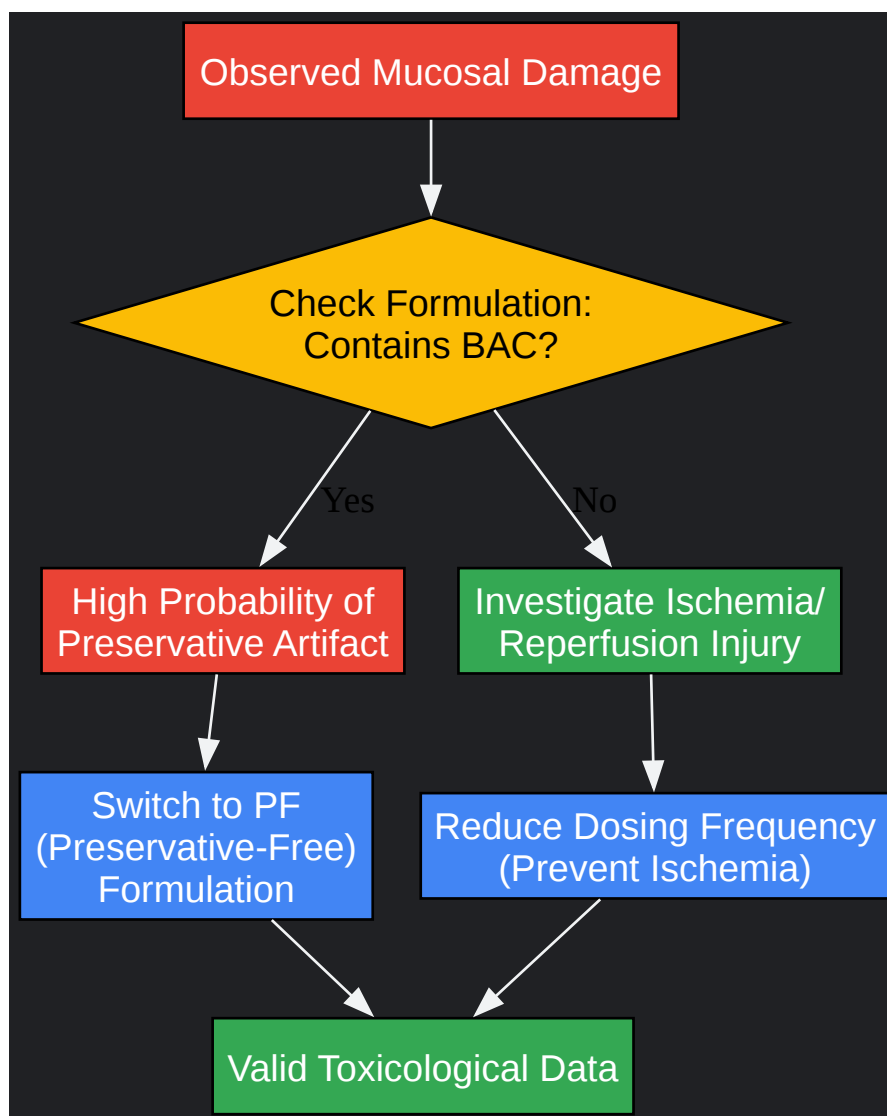 Observed Mucosal Damage
Check Formulation:
Contains BAC?
Yes
No
High Probability of
Preservative Artifact
Investigate Ischemia/
Reperfusion Injury
Switch to PF
(Preservative-Free)
Formulation
Reduce Dosing Frequency
(Prevent Ischemia)
Valid Toxicological Data